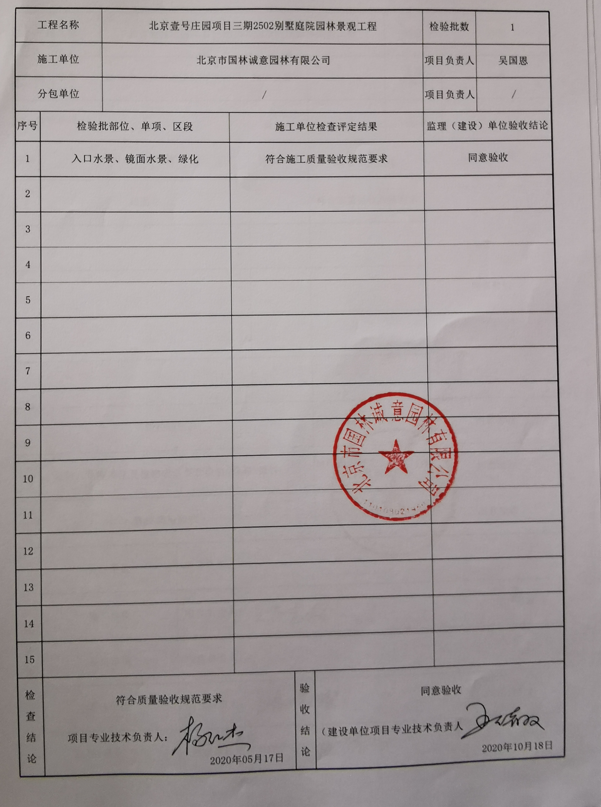 工程名称 北京壹号庄园项目三期2502别墅庭院园林景观工程 检验批数 1
施工单位 北京市国林诚意园林有限公司 项目负责人 吴国恩
分包单位 / 项目负责人 /
序号 检验批部位、单项、区段 施工单位检查评定结果 监理（建设）单位验收结论
1 入口水景、镜面水景、绿化 符合施工质量验收规范要求 同意验收
2
3
4
5
6
7
8
北京市国林诚意园林有限公司
9
10
11
12
13
14
15
检查结论 符合质量验收规范要求
项目专业技术负责人：
2020年05月17日
验收结论 同意验收
（建设单位项目专业技术负责人
2020年10月18日